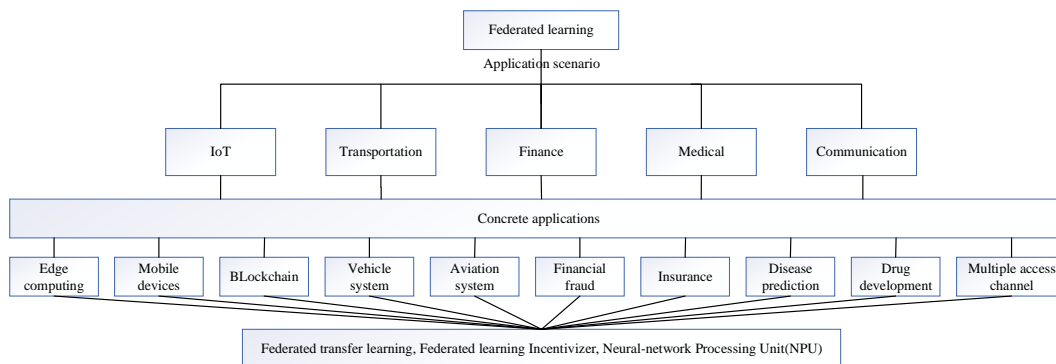 Federated learning
Application scenario
IoT
Transportation
Finance
Medical
Communication
Concrete applications
Edge
computing
Mobile
devices
BLockchain
Vehicle
system
Aviation
system
Financial
fraud
Insurance
Disease
prediction
Drug
development
Multiple access
channel
Federated transfer learning, Federated learning Incentivizer, Neural-network Processing Unit(NPU)